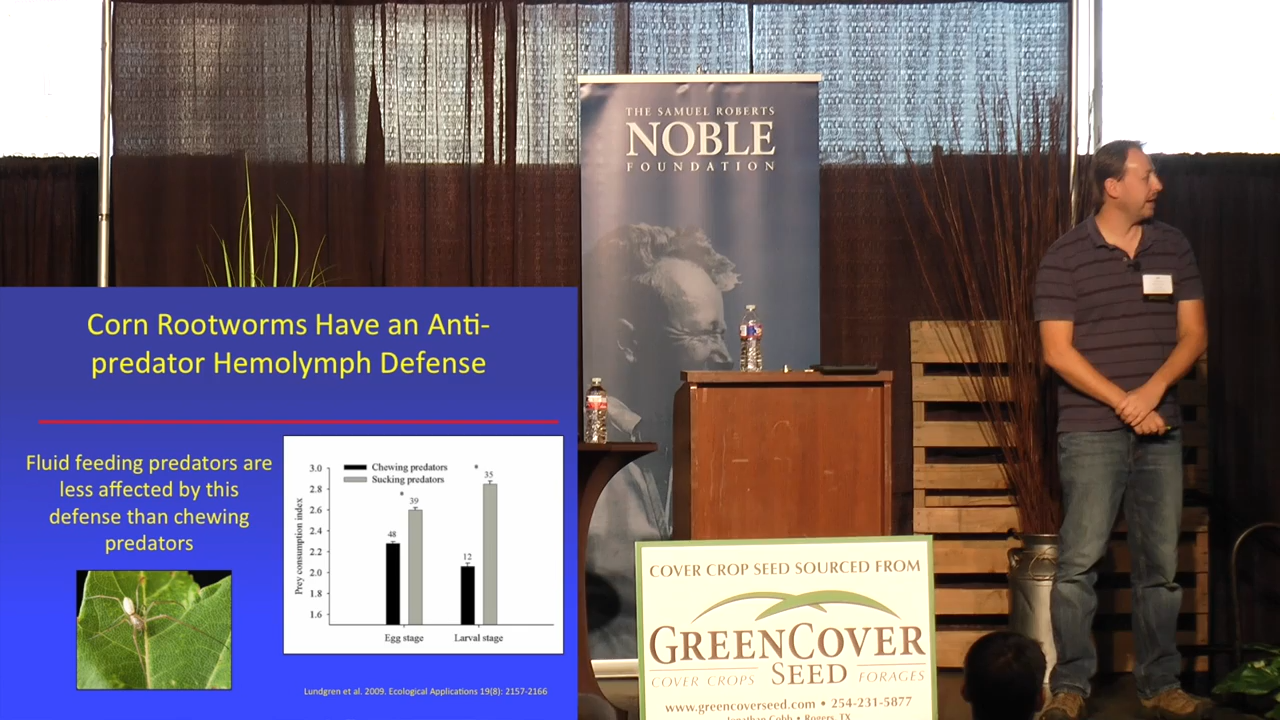 THE SAMUEL ROBERTS
NOBLE
FOUNDATION
Corn Rootworms Have an Anti-
predator Hemolymph Defense
Fluid feeding predators are
less affected by this
defense than chewing
predators
Chewing predators
Sucking predators
Prey consumption index
3.0
2.8
2.6
2.4
2.2
2.0
1.8
1.6
*
48
39
*
12
35
Egg stage
Larval stage
Lundgren et al. 2009. Ecological Applications 19(8): 2157-2166
COVER CROP SEED SOURCED FROM
GREENCOVER
SEED
COVER CROPS
FORAGES
www.greencoverseed.com • 254-231-5877
Jonathan Cobb • Rogers, TX